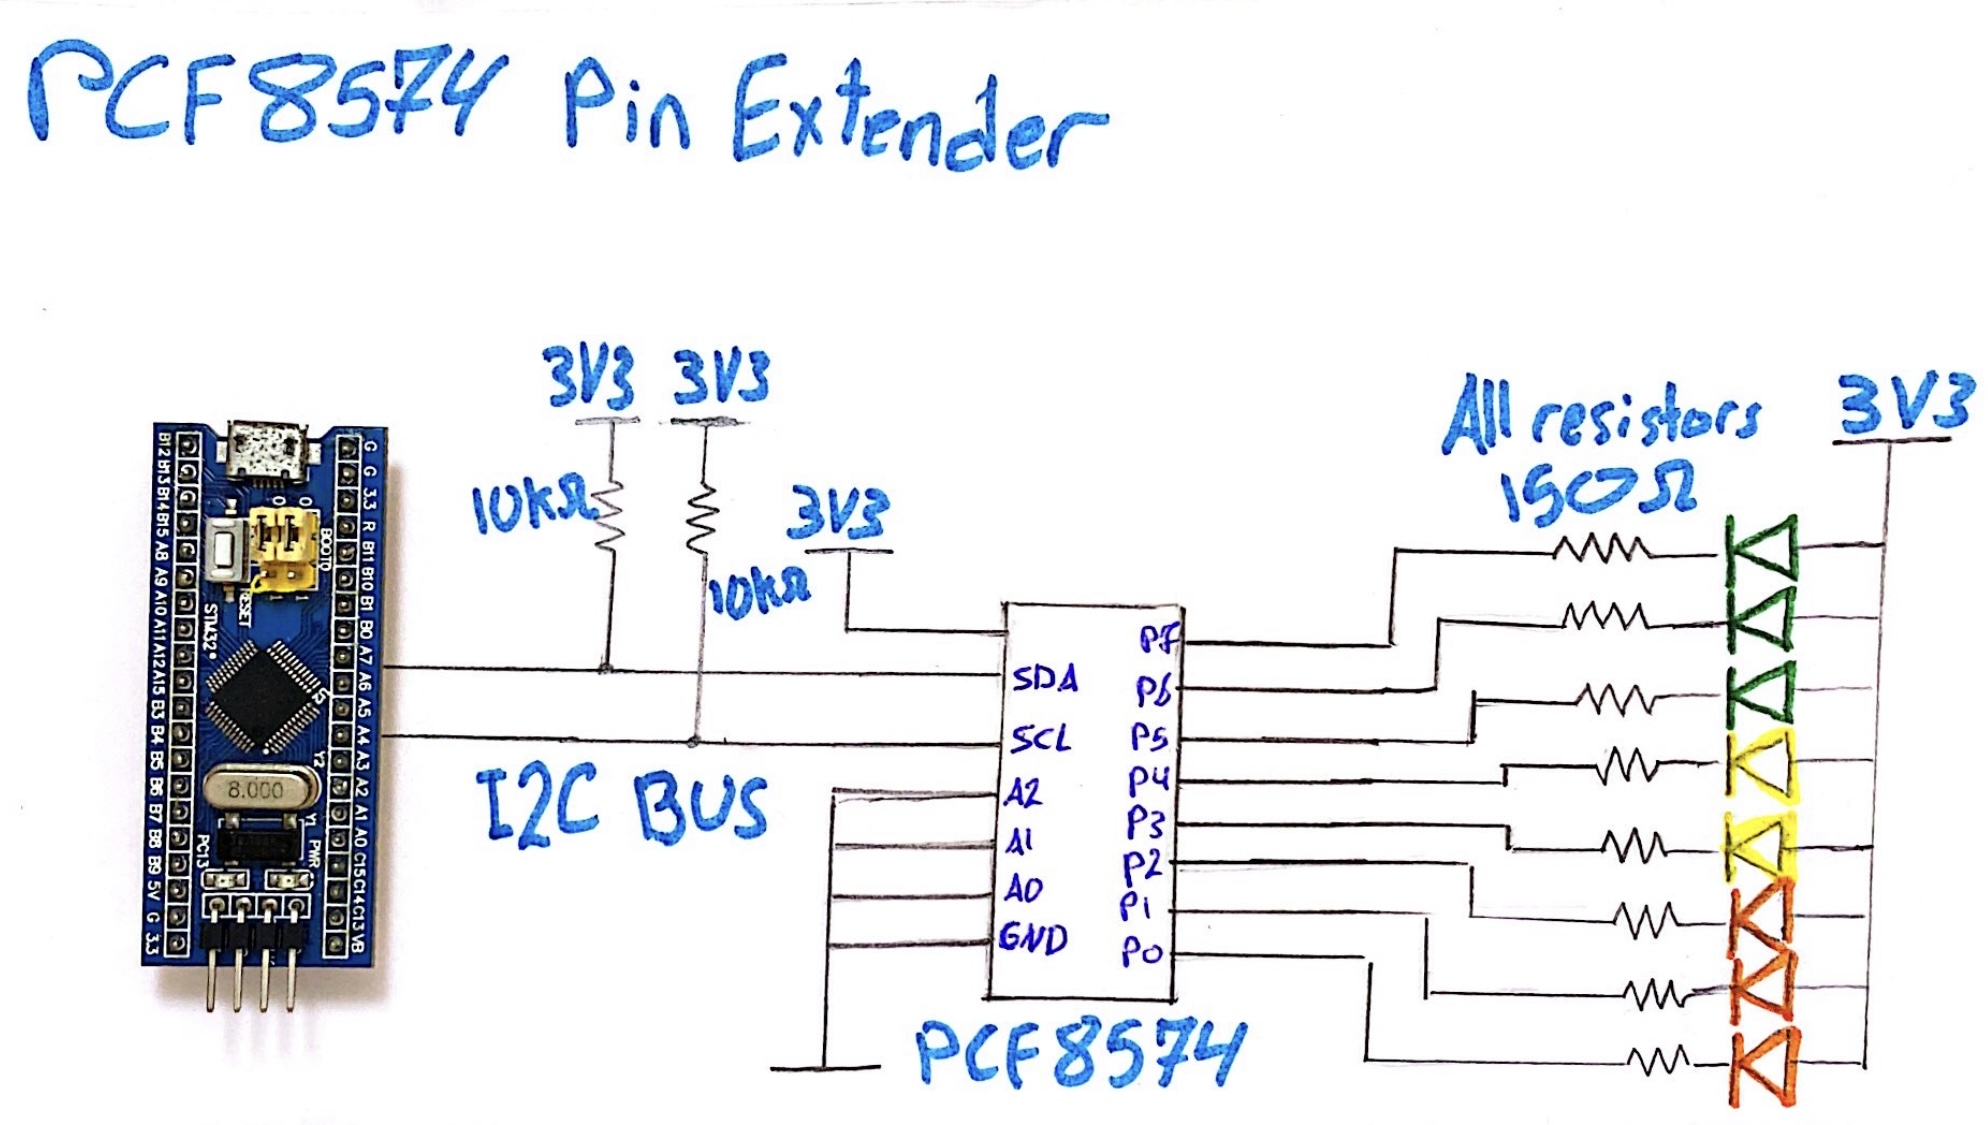 PCF8574 Pin Extender
3V3 3V3
10kΩ
10kΩ
3V3
All resistors
150Ω
3V3
B12 B13 B14 B15 A8 A9 A10 A11 A12 A15 B3 B4 B5 B6 B7 B8 B9 5V G 3.3
G G 3.3 R B11 B10 B1 B0 A7 A6 A5 A4 A3 A2 A1 A0 C15 C14 C13 VB
BOOT0
RESET
STM32
Y2
8.000
Y1
PC13
PWR
I2C BUS
SDA
SCL
A2
A1
A0
GND
P7
P6
P5
P4
P3
P2
P1
P0
PCF8574